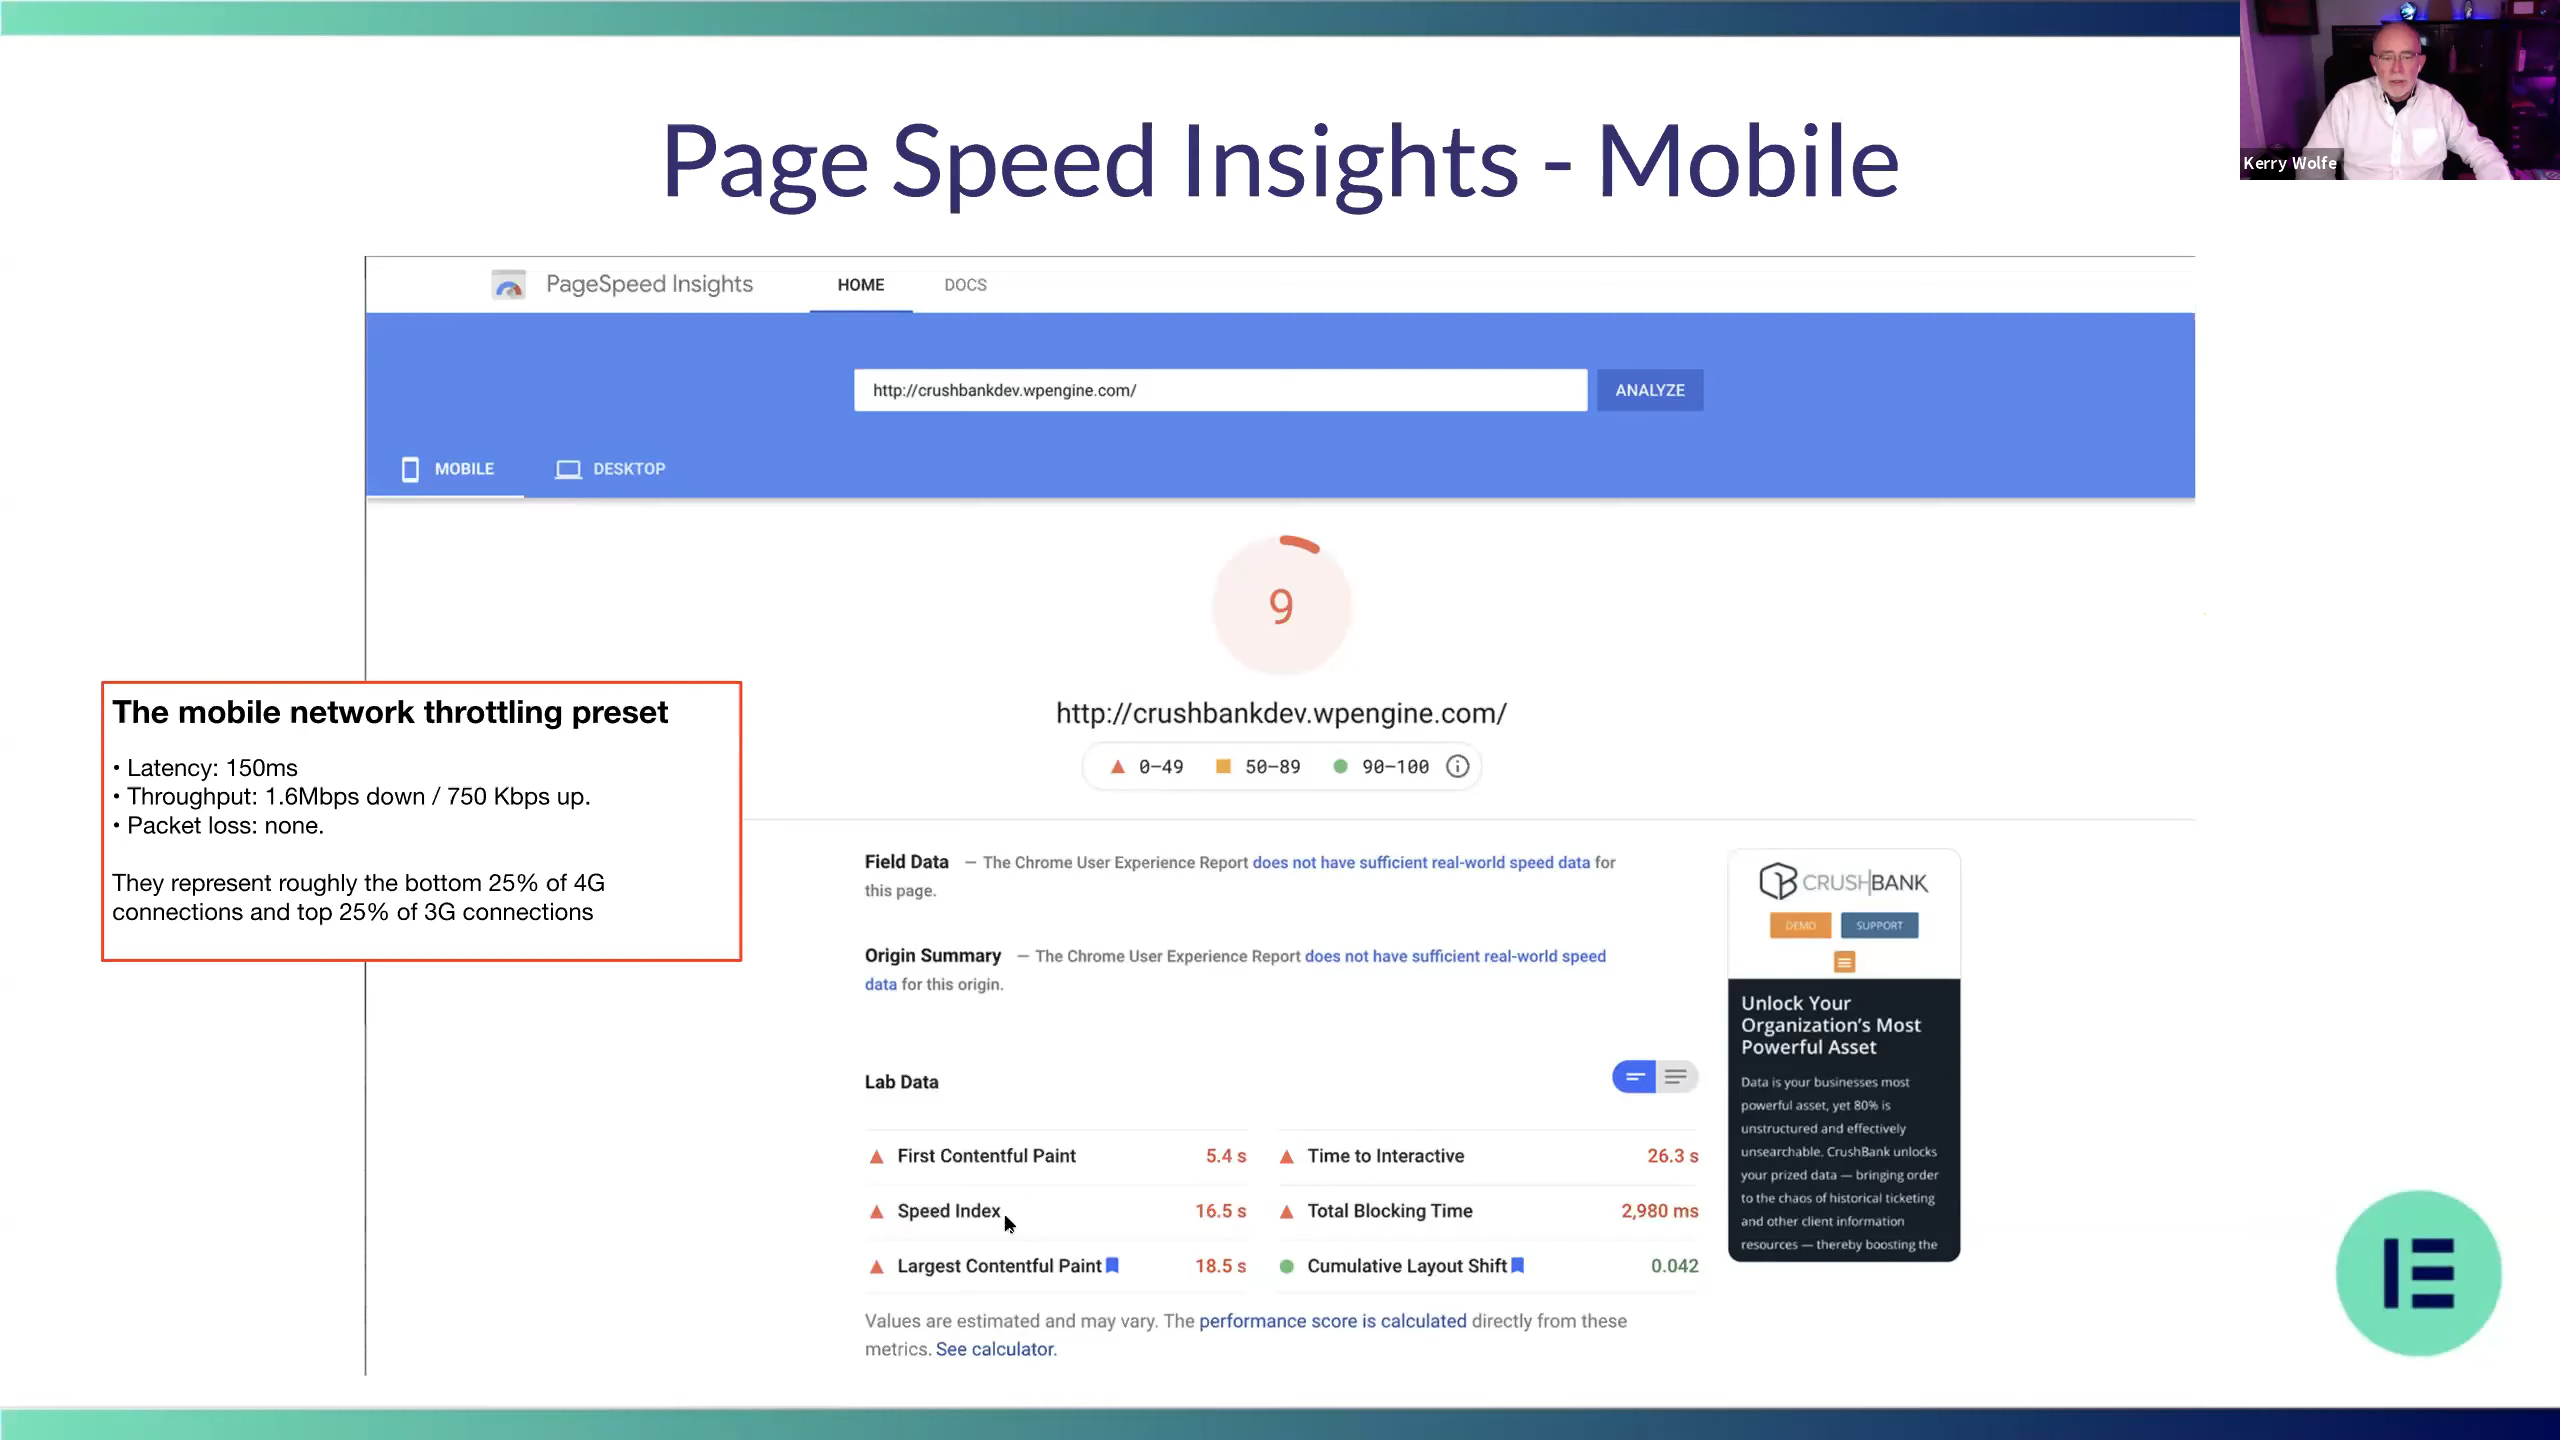 Page Speed Insights - Mobile
Kerry Wolfe
PageSpeed Insights
HOME
DOCS
http://crushbankdev.wpengine.com/
ANALYZE
MOBILE
DESKTOP
9
http://crushbankdev.wpengine.com/
0–49
50–89
90–100
The mobile network throttling preset
• Latency: 150ms
• Throughput: 1.6Mbps down / 750 Kbps up.
• Packet loss: none.
They represent roughly the bottom 25% of 4G
connections and top 25% of 3G connections
Field Data — The Chrome User Experience Report does not have sufficient real-world speed data for
this page.
Origin Summary — The Chrome User Experience Report does not have sufficient real-world speed
data for this origin.
Lab Data
First Contentful Paint 5.4 s
Time to Interactive 26.3 s
Speed Index 16.5 s
Total Blocking Time 2,980 ms
Largest Contentful Paint 18.5 s
Cumulative Layout Shift 0.042
Values are estimated and may vary. The performance score is calculated directly from these
metrics. See calculator.
CRUSHBANK
DEMO
SUPPORT
Unlock Your
Organization’s Most
Powerful Asset
Data is your businesses most
powerful asset, yet 80% is
unstructured and effectively
unsearchable. CrushBank unlocks
your prized data — bringing order
to the chaos of historical ticketing
and other client information
resources — thereby boosting the